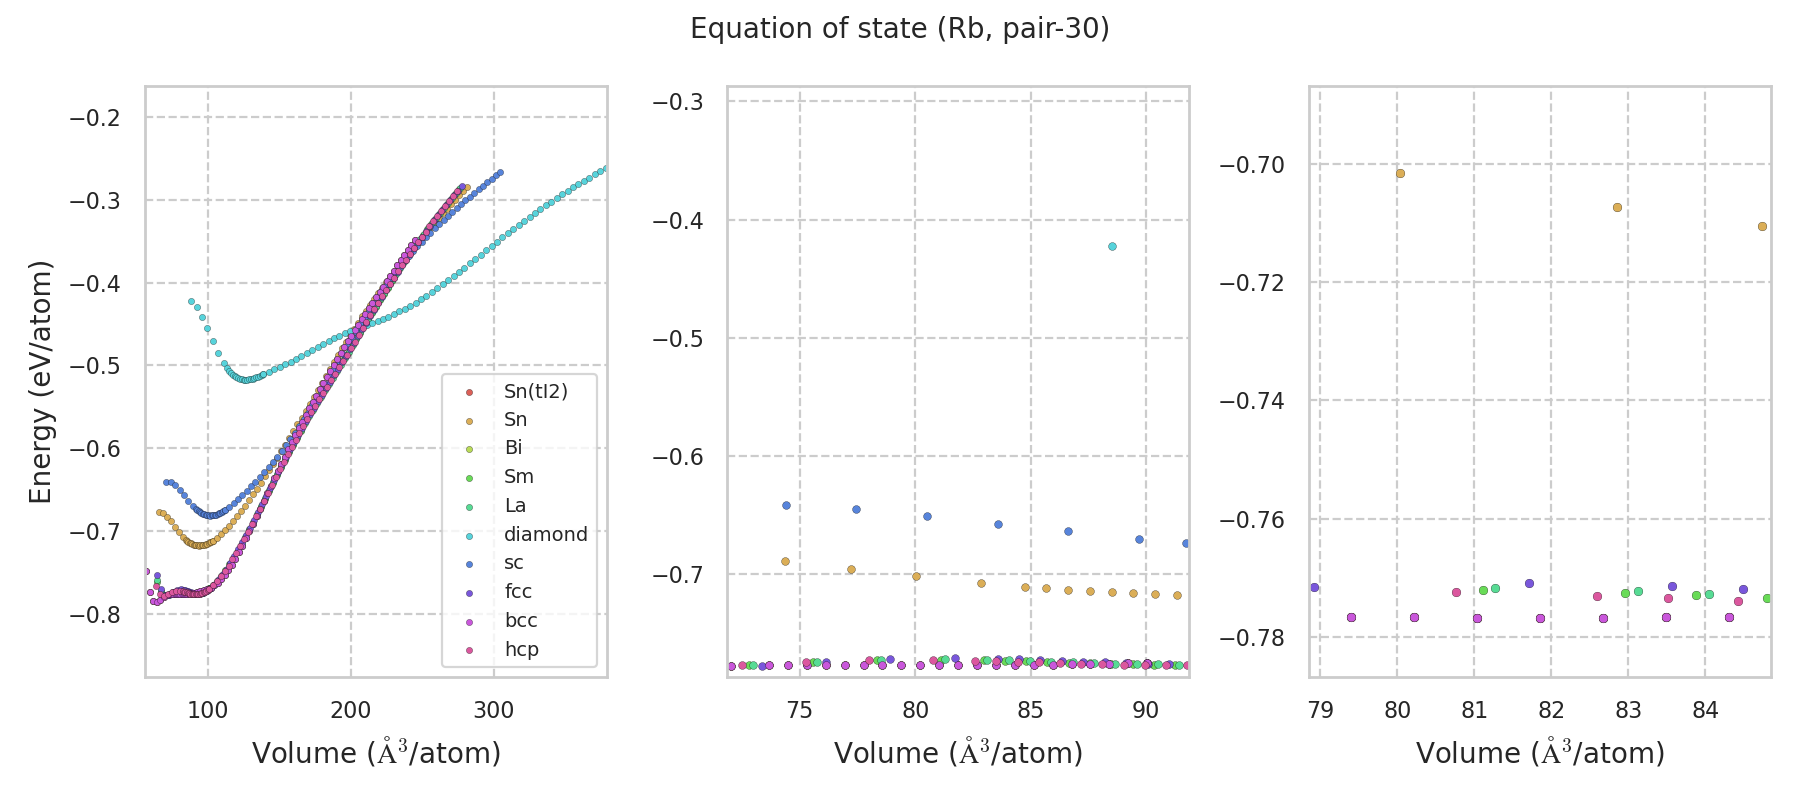 Equation of state (Rb, pair-30)
Energy (eV/atom)
−0.2
−0.3
−0.4
−0.5
−0.6
−0.7
−0.8
100
200
300
Volume (Å³/atom)
Sn(tI2)
Sn
Bi
Sm
La
diamond
sc
fcc
bcc
hcp
−0.3
−0.4
−0.5
−0.6
−0.7
75
80
85
90
Volume (Å³/atom)
−0.70
−0.72
−0.74
−0.76
−0.78
79
80
81
82
83
84
Volume (Å³/atom)